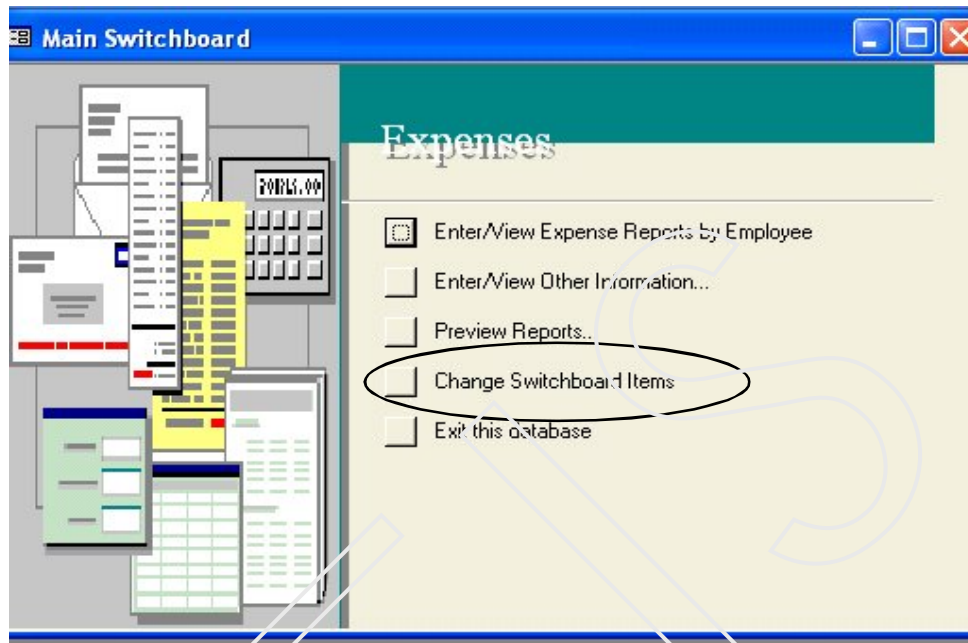 Main Switchboard
Expenses
Enter/View Expense Reports by Employee
Enter/View Other Information...
Preview Reports...
Change Switchboard Items
Exit this database